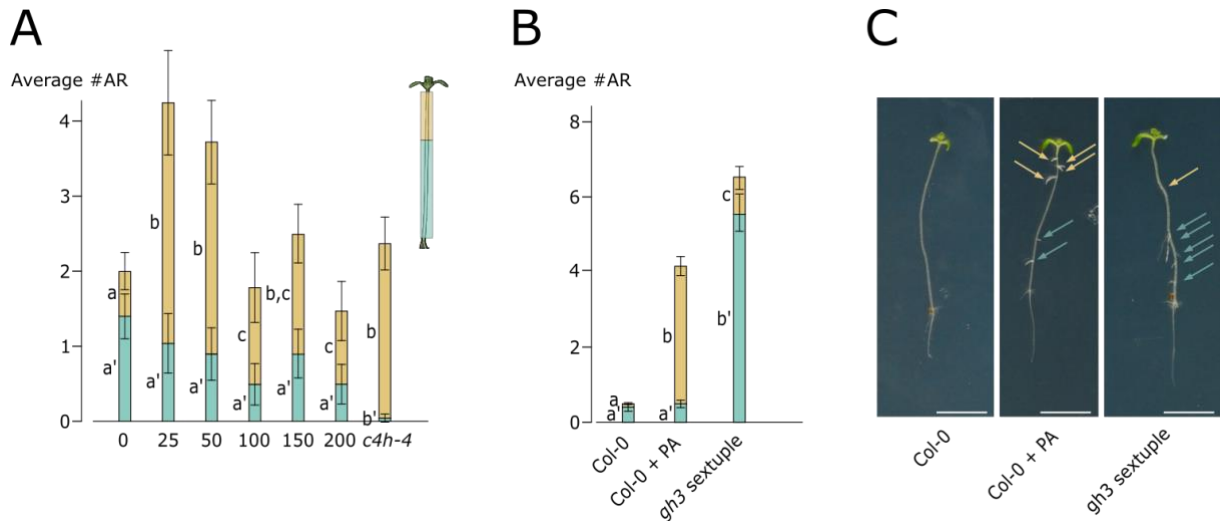 A
Average #AR
4
3
2
1
0
a
a'
b
a'
b
a'
c
a'
b,c
a'
c
a'
b
b'
0 25 50 100 150 200 c4h-4
B
Average #AR
8
6
4
2
0
a
a'
b
a'
c
b'
Col-0
Col-0 + PA
gh3 sextuple
C
Col-0
Col-0 + PA
gh3 sextuple